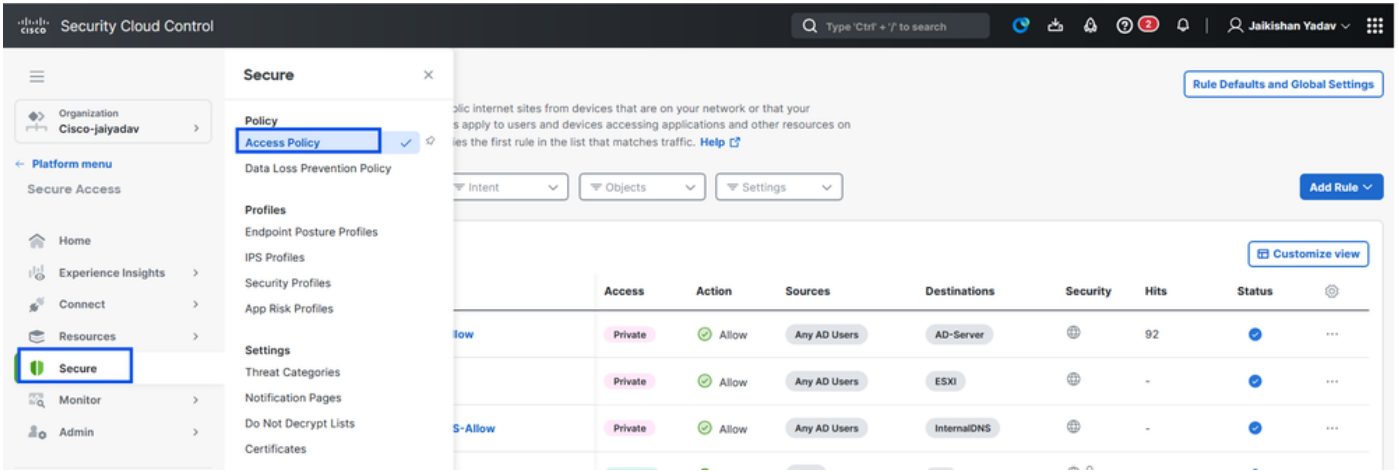 cisco Security Cloud Control
Type 'Ctrl' + '/' to search
2
Jaikishan Yadav
Organization
Cisco-jaiyadav
← Platform menu
Secure Access
Home
Experience Insights
Connect
Resources
Secure
Monitor
Admin
Secure
Policy
Access Policy
Data Loss Prevention Policy
Profiles
Endpoint Posture Profiles
IPS Profiles
Security Profiles
App Risk Profiles
Settings
Threat Categories
Notification Pages
Do Not Decrypt Lists
Certificates
Rule Defaults and Global Settings
internet sites from devices that are on your network or that your
apply to users and devices accessing applications and other resources on
the first rule in the list that matches traffic. Help
Intent Objects Settings
Add Rule
Customize view
Access Action Sources Destinations Security Hits Status
Private Allow Any AD Users AD-Server 92 ...
Private Allow Any AD Users ESXI - ...
S-Allow Private Allow Any AD Users InternalDNS - ...